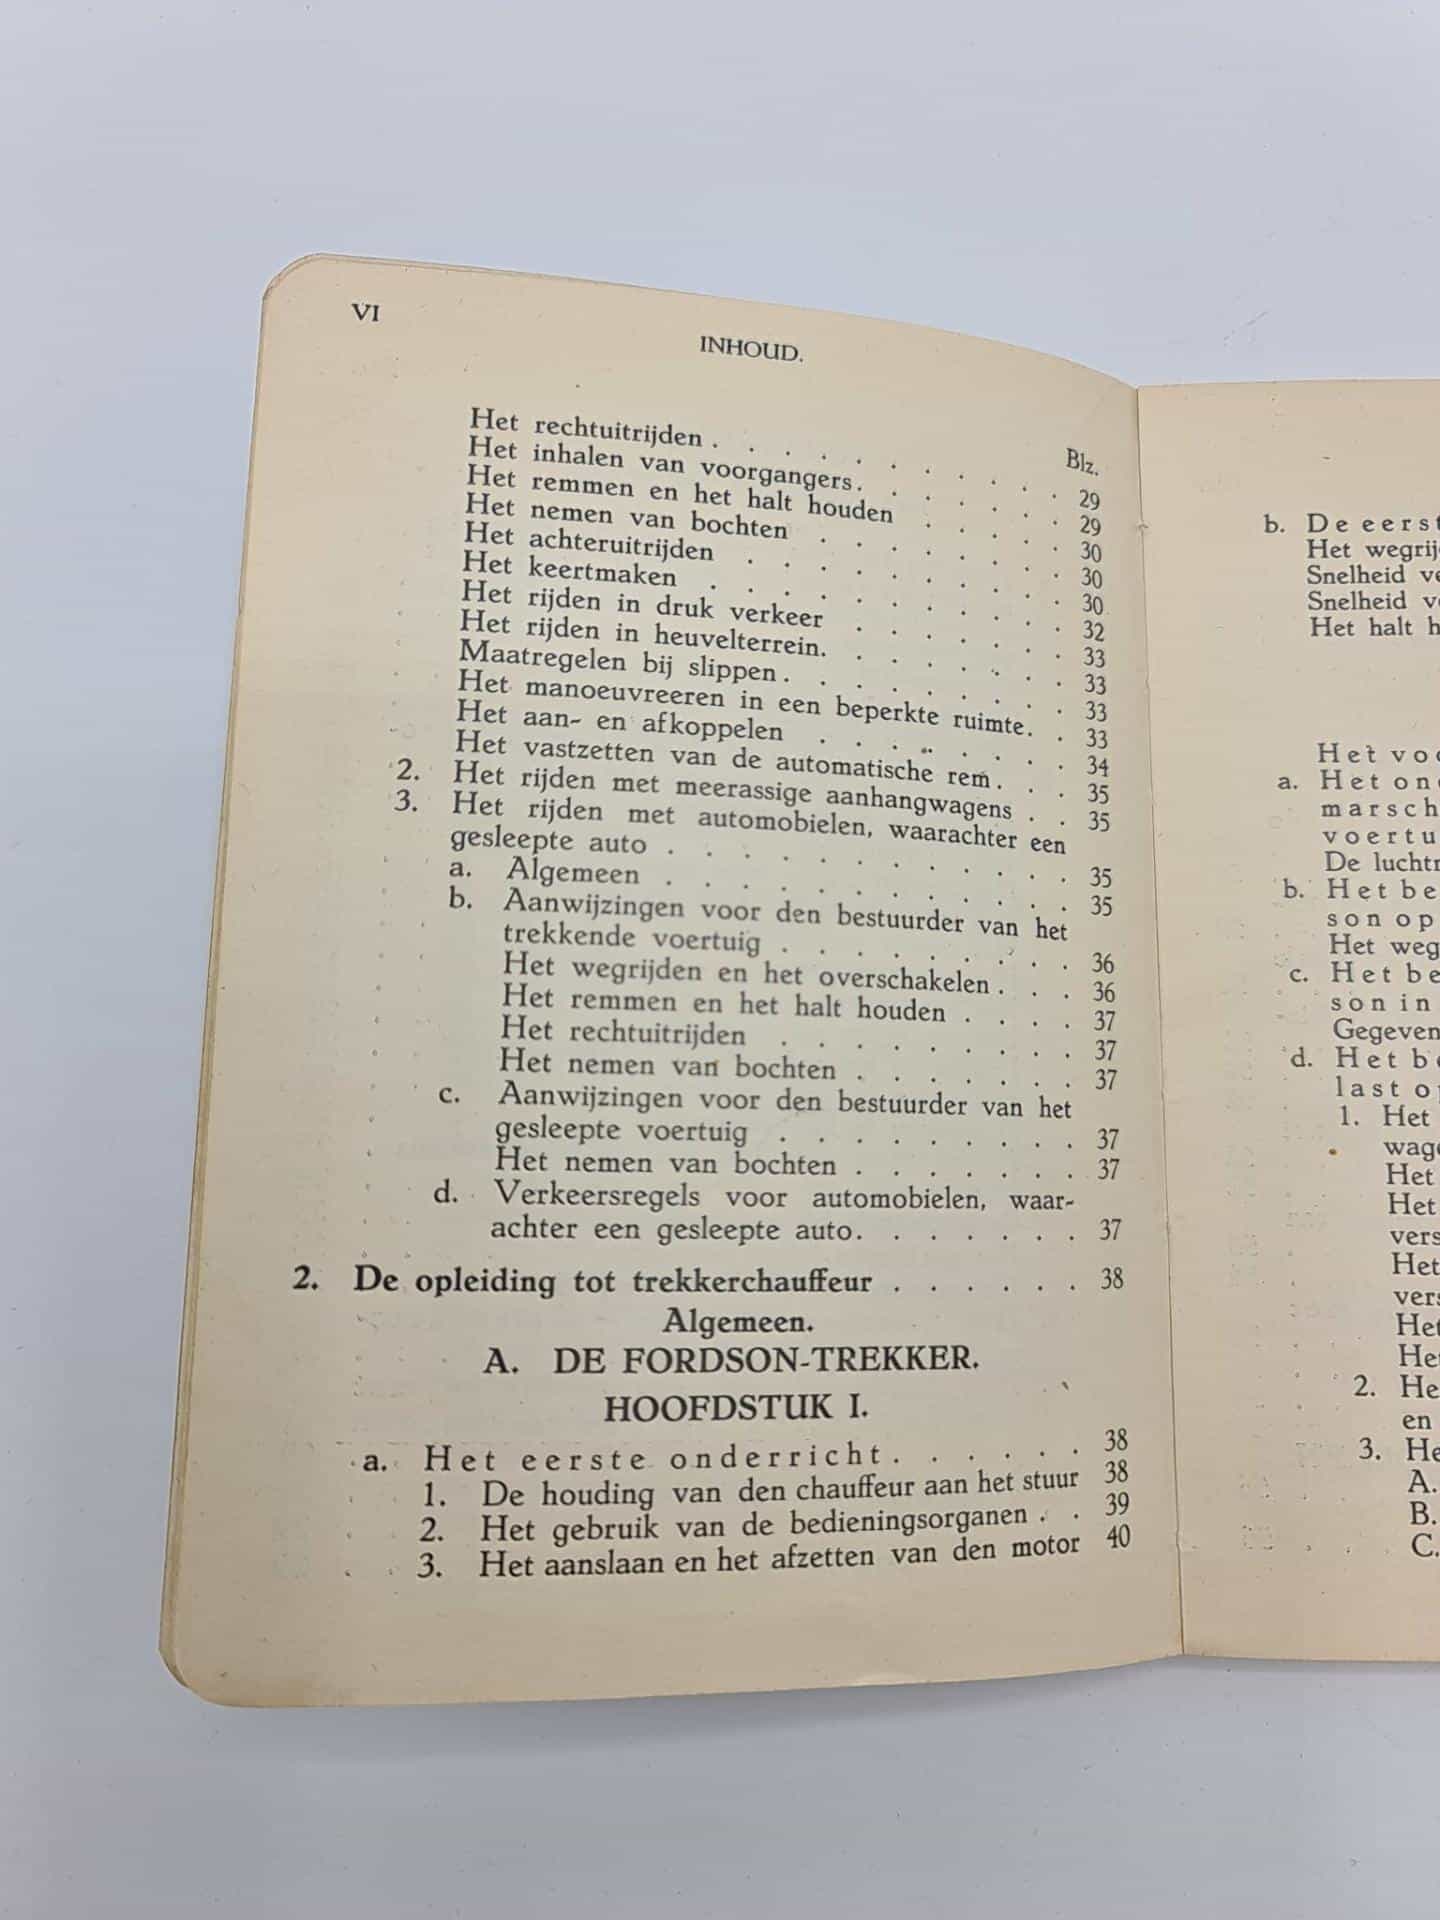 VI
INHOUD.
Blz.
Het rechtuitrijden . . . . . . . . . . 29
Het inhalen van voorgangers. . . . . . . 29
Het remmen en het halt houden . . . . . 30
Het nemen van bochten . . . . . . . . 30
Het achteruitrijden . . . . . . . . . . 30
Het keertmaken . . . . . . . . . . . 32
Het rijden in druk verkeer . . . . . . . 33
Het rijden in heuvelterrein. . . . . . . . 33
Maatregelen bij slippen. . . . . . . . . 33
Het manoeuvreeren in een beperkte ruimte. . 33
Het aan- en afkoppelen . . . . . . . . 34
Het vastzetten van de automatische rem. . . 35
2. Het rijden met meerassige aanhangwagens . . 35
3. Het rijden met automobielen, waarachter een
gesleepte auto . . . . . . . . . . . . 35
a. Algemeen . . . . . . . . . . . . 35
b. Aanwijzingen voor den bestuurder van het
trekkende voertuig . . . . . . . . . 36
Het wegrijden en het overschakelen . . . 36
Het remmen en het halt houden . . . . 37
Het rechtuitrijden . . . . . . . . . 37
Het nemen van bochten . . . . . . . 37
c. Aanwijzingen voor den bestuurder van het
gesleepte voertuig . . . . . . . . . 37
Het nemen van bochten . . . . . . . 37
d. Verkeersregels voor automobielen, waar-
achter een gesleepte auto. . . . . . . 37
2. De opleiding tot trekkerchauffeur . . . . . . 38
Algemeen.
A. DE FORDSON-TREKKER.
HOOFDSTUK I.
a. Het eerste onderricht. . . . . . 38
1. De houding van den chauffeur aan het stuur 38
2. Het gebruik van de bedieningsorganen . . 39
3. Het aanslaan en het afzetten van den motor 40
b. De eerst
Het wegrij
Snelheid ve
Snelheid v
Het halt h
Het voo
a. Het on
marsch
voertu
De luchtr
b. Het be
son op
Het weg
c. Het be
son in
Gegeven
d. Het b
last o
1. Het
wag
Het
Het
vers
Het
vers
Het
He
2. He
en
3. He
A.
B.
C.